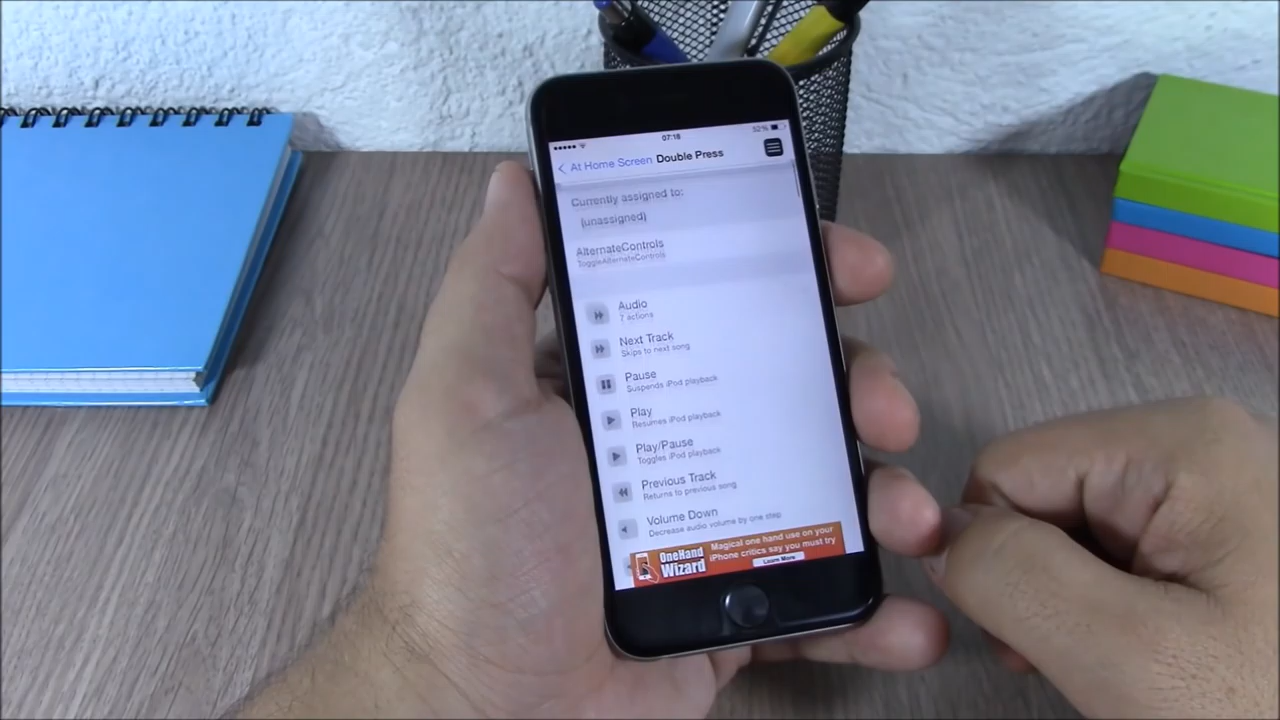 07:18
52%
At Home Screen Double Press
Currently assigned to:
(unassigned)
AlternateControls
ToggleAlternateControls
Audio
7 actions
Next Track
Skips to next song
Pause
Suspends iPod playback
Play
Resumes iPod playback
Play/Pause
Toggles iPod playback
Previous Track
Returns to previous song
Volume Down
Decrease audio volume by one step
OneHand
Wizard
Magical one hand use on your
iPhone critics say you must try
Learn More